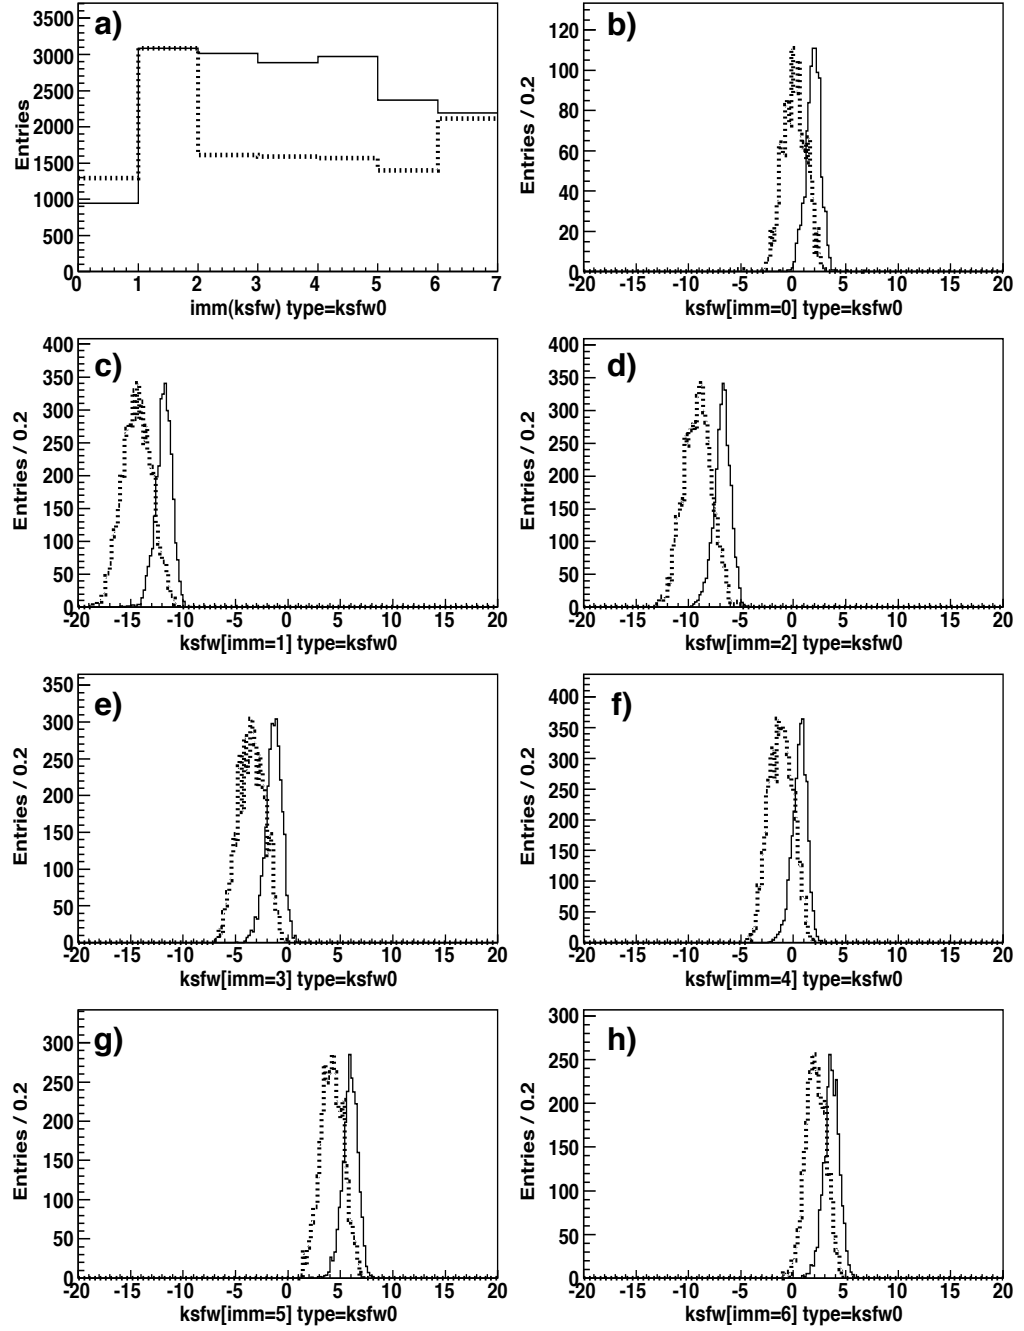 a)
Entries
3500
3000
2500
2000
1500
1000
500
0
0 1 2 3 4 5 6 7
imm(ksfw) type=ksfw0
b)
Entries / 0.2
120
100
80
60
40
20
0
-20 -15 -10 -5 0 5 10 15 20
ksfw[imm=0] type=ksfw0
c)
Entries / 0.2
400
350
300
250
200
150
100
50
0
-20 -15 -10 -5 0 5 10 15 20
ksfw[imm=1] type=ksfw0
d)
Entries / 0.2
400
350
300
250
200
150
100
50
0
-20 -15 -10 -5 0 5 10 15 20
ksfw[imm=2] type=ksfw0
e)
Entries / 0.2
350
300
250
200
150
100
50
0
-20 -15 -10 -5 0 5 10 15 20
ksfw[imm=3] type=ksfw0
f)
Entries / 0.2
400
350
300
250
200
150
100
50
0
-20 -15 -10 -5 0 5 10 15 20
ksfw[imm=4] type=ksfw0
g)
Entries / 0.2
300
250
200
150
100
50
0
-20 -15 -10 -5 0 5 10 15 20
ksfw[imm=5] type=ksfw0
h)
Entries / 0.2
300
250
200
150
100
50
0
-20 -15 -10 -5 0 5 10 15 20
ksfw[imm=6] type=ksfw0